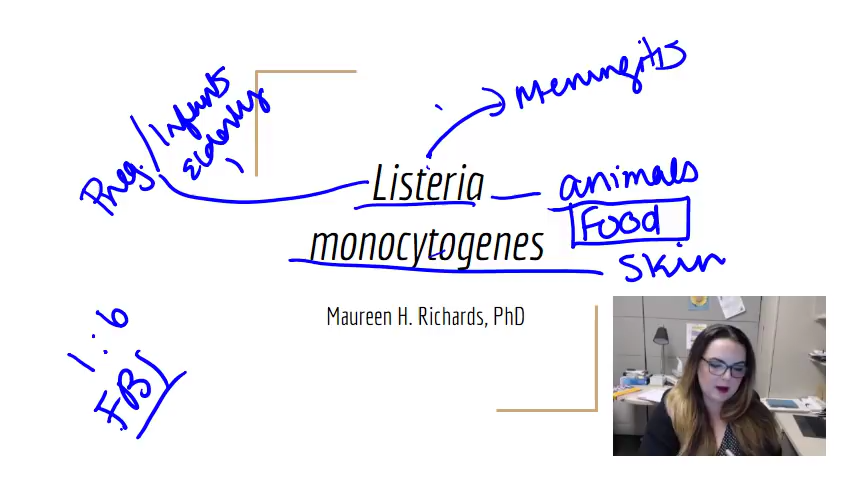 Meningitis
Preg. / Infants
Elderly
Listeria
monocytogenes
animals
Food
skin
Maureen H. Richards, PhD
1:6
FBI